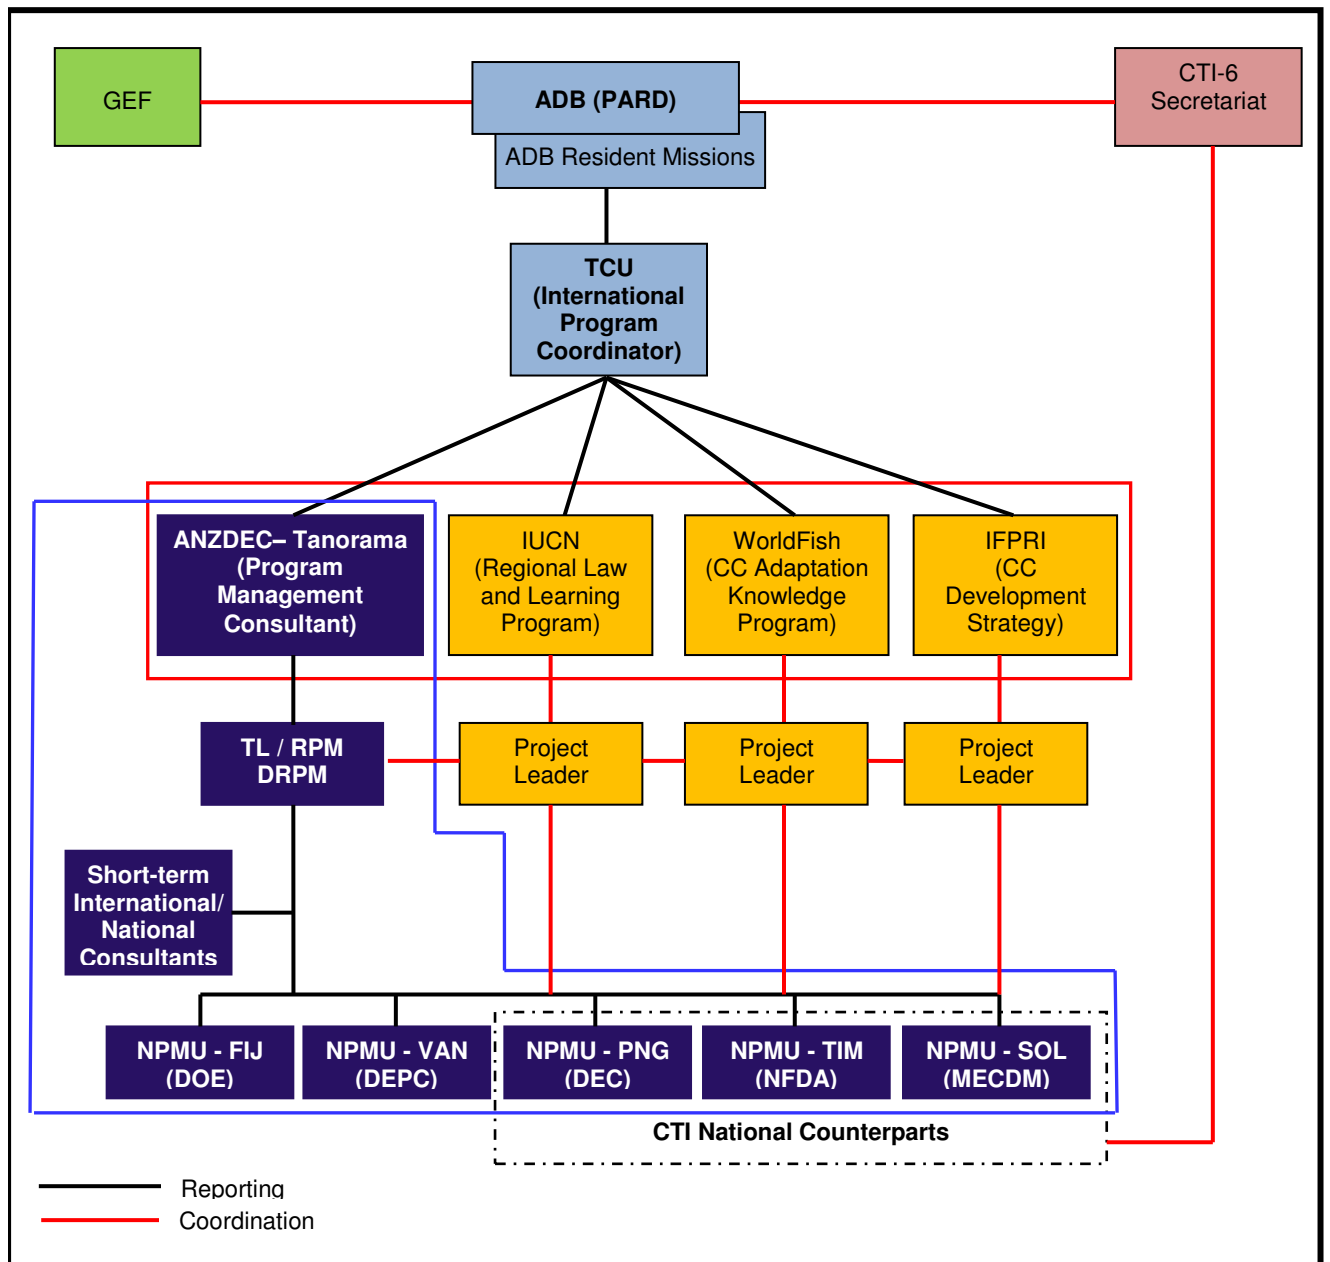 GEF
ADB (PARD)
CTI-6
Secretariat
ADB Resident Missions
TCU
(International
Program
Coordinator)
ANZDEC– Tanorama
(Program
Management
Consultant)
IUCN
(Regional Law
and Learning
Program)
WorldFish
(CC Adaptation
Knowledge
Program)
IFPRI
(CC
Development
Strategy)
TL / RPM
DRPM
Project
Leader
Project
Leader
Project
Leader
Short-term
International/
National
Consultants
NPMU - FIJ
(DOE)
NPMU - VAN
(DEPC)
NPMU - PNG
(DEC)
NPMU - TIM
(NFDA)
NPMU - SOL
(MECDM)
CTI National Counterparts
Reporting
Coordination